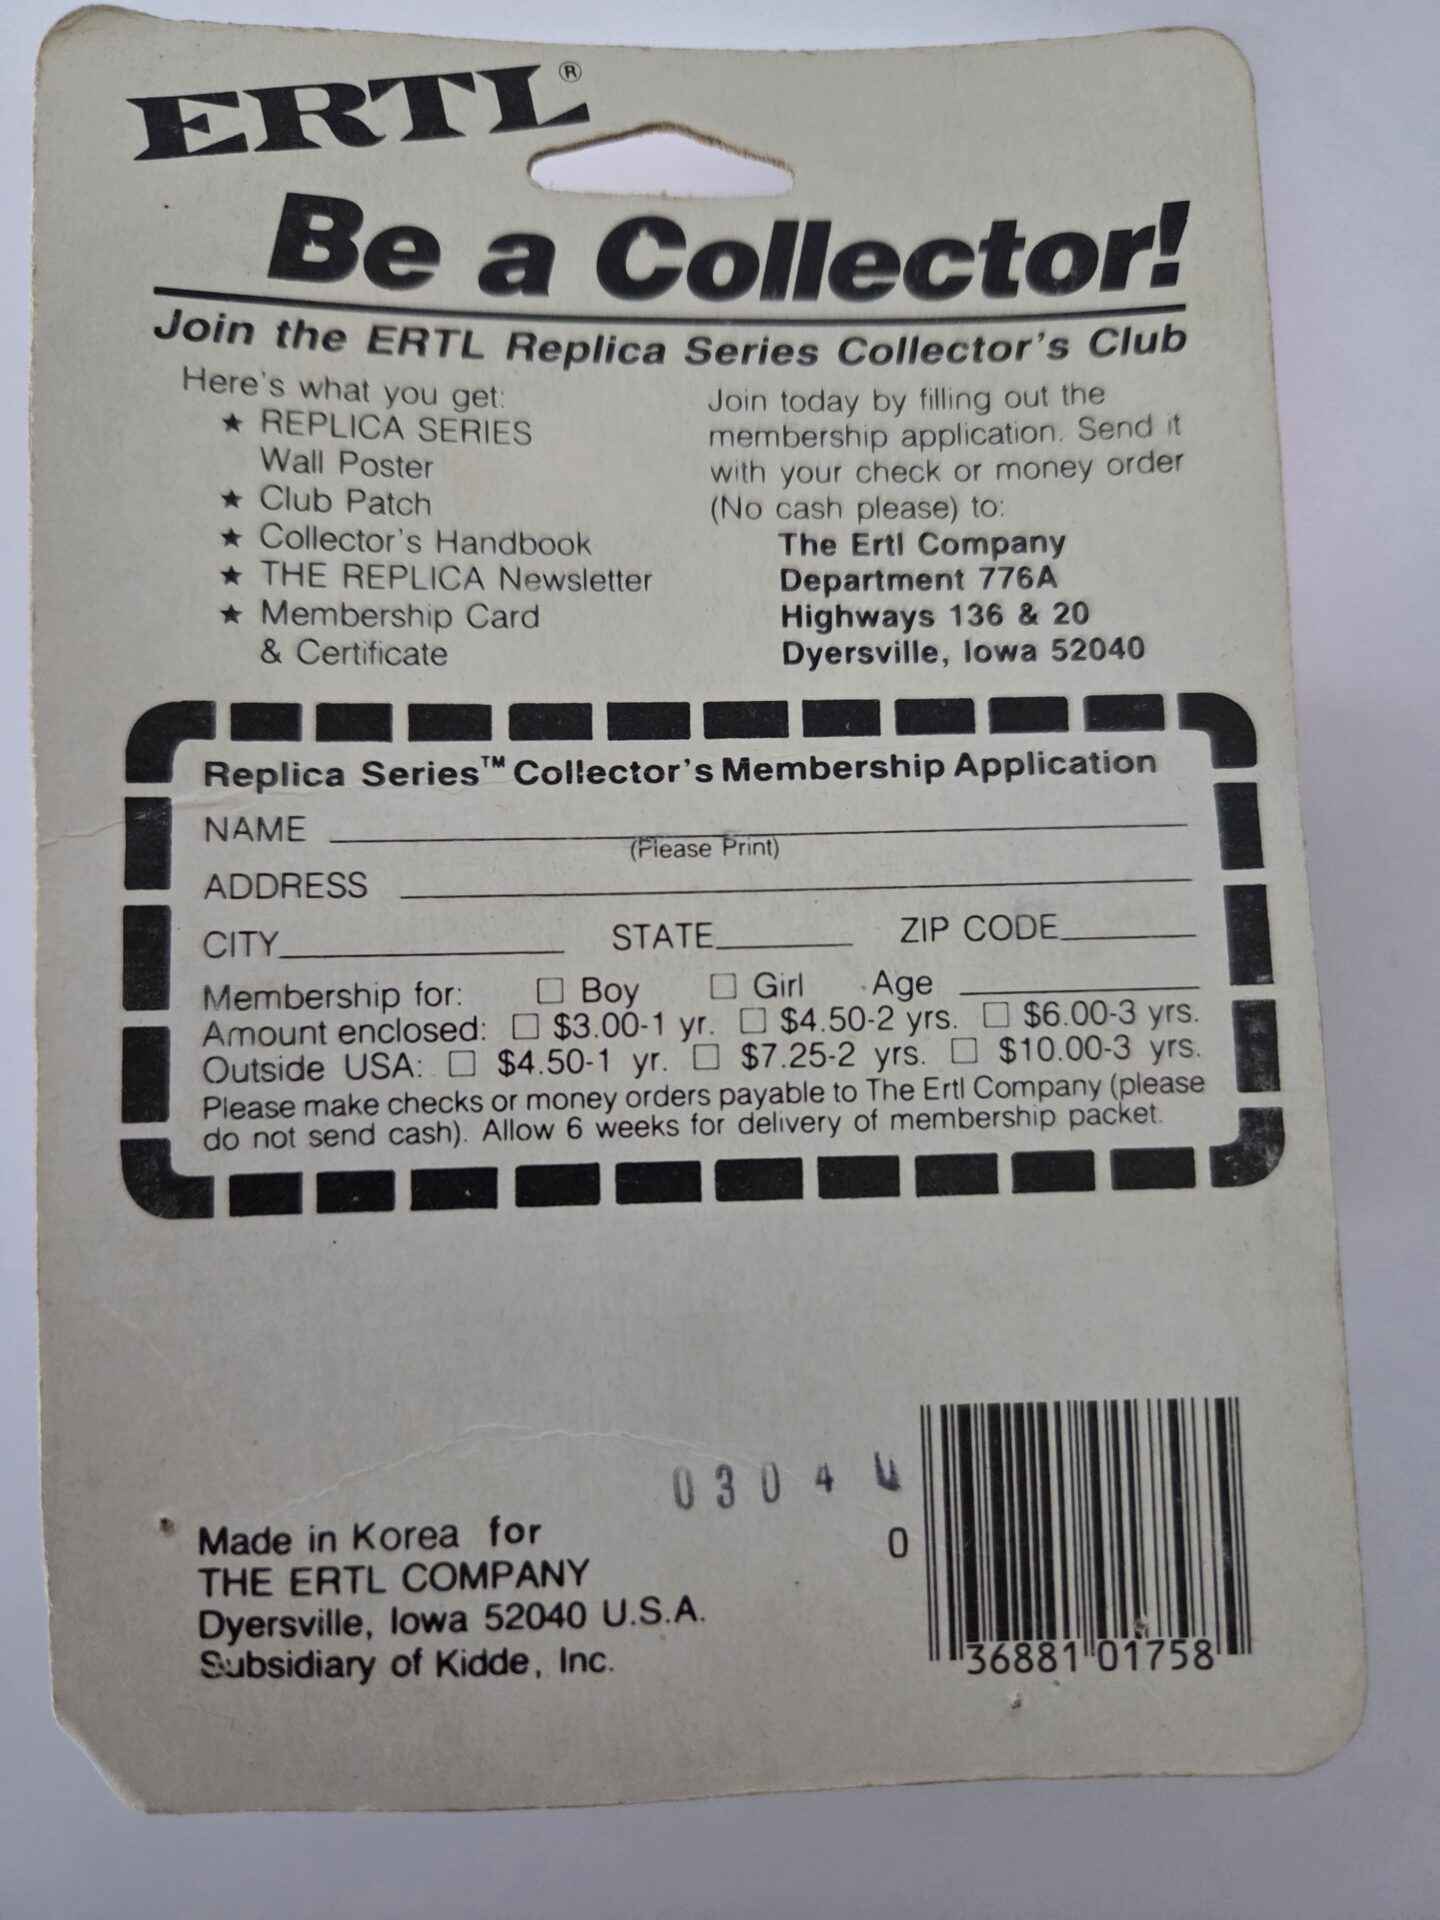 ERTL®
Be a Collector!
Join the ERTL Replica Series Collector's Club
Here's what you get:
★ REPLICA SERIES
Wall Poster
★ Club Patch
★ Collector's Handbook
★ THE REPLICA Newsletter
★ Membership Card
& Certificate
Join today by filling out the
membership application. Send it
with your check or money order
(No cash please) to:
The Ertl Company
Department 776A
Highways 136 & 20
Dyersville, Iowa 52040
Replica Series™ Collector's Membership Application
NAME
(Please Print)
ADDRESS
CITY STATE ZIP CODE
Membership for: ☐ Boy ☐ Girl Age
Amount enclosed: ☐ $3.00-1 yr. ☐ $4.50-2 yrs. ☐ $6.00-3 yrs.
Outside USA: ☐ $4.50-1 yr. ☐ $7.25-2 yrs. ☐ $10.00-3 yrs.
Please make checks or money orders payable to The Ertl Company (please
do not send cash). Allow 6 weeks for delivery of membership packet.
0304
Made in Korea for
THE ERTL COMPANY
Dyersville, Iowa 52040 U.S.A.
Subsidiary of Kidde, Inc.
0 36881 01758